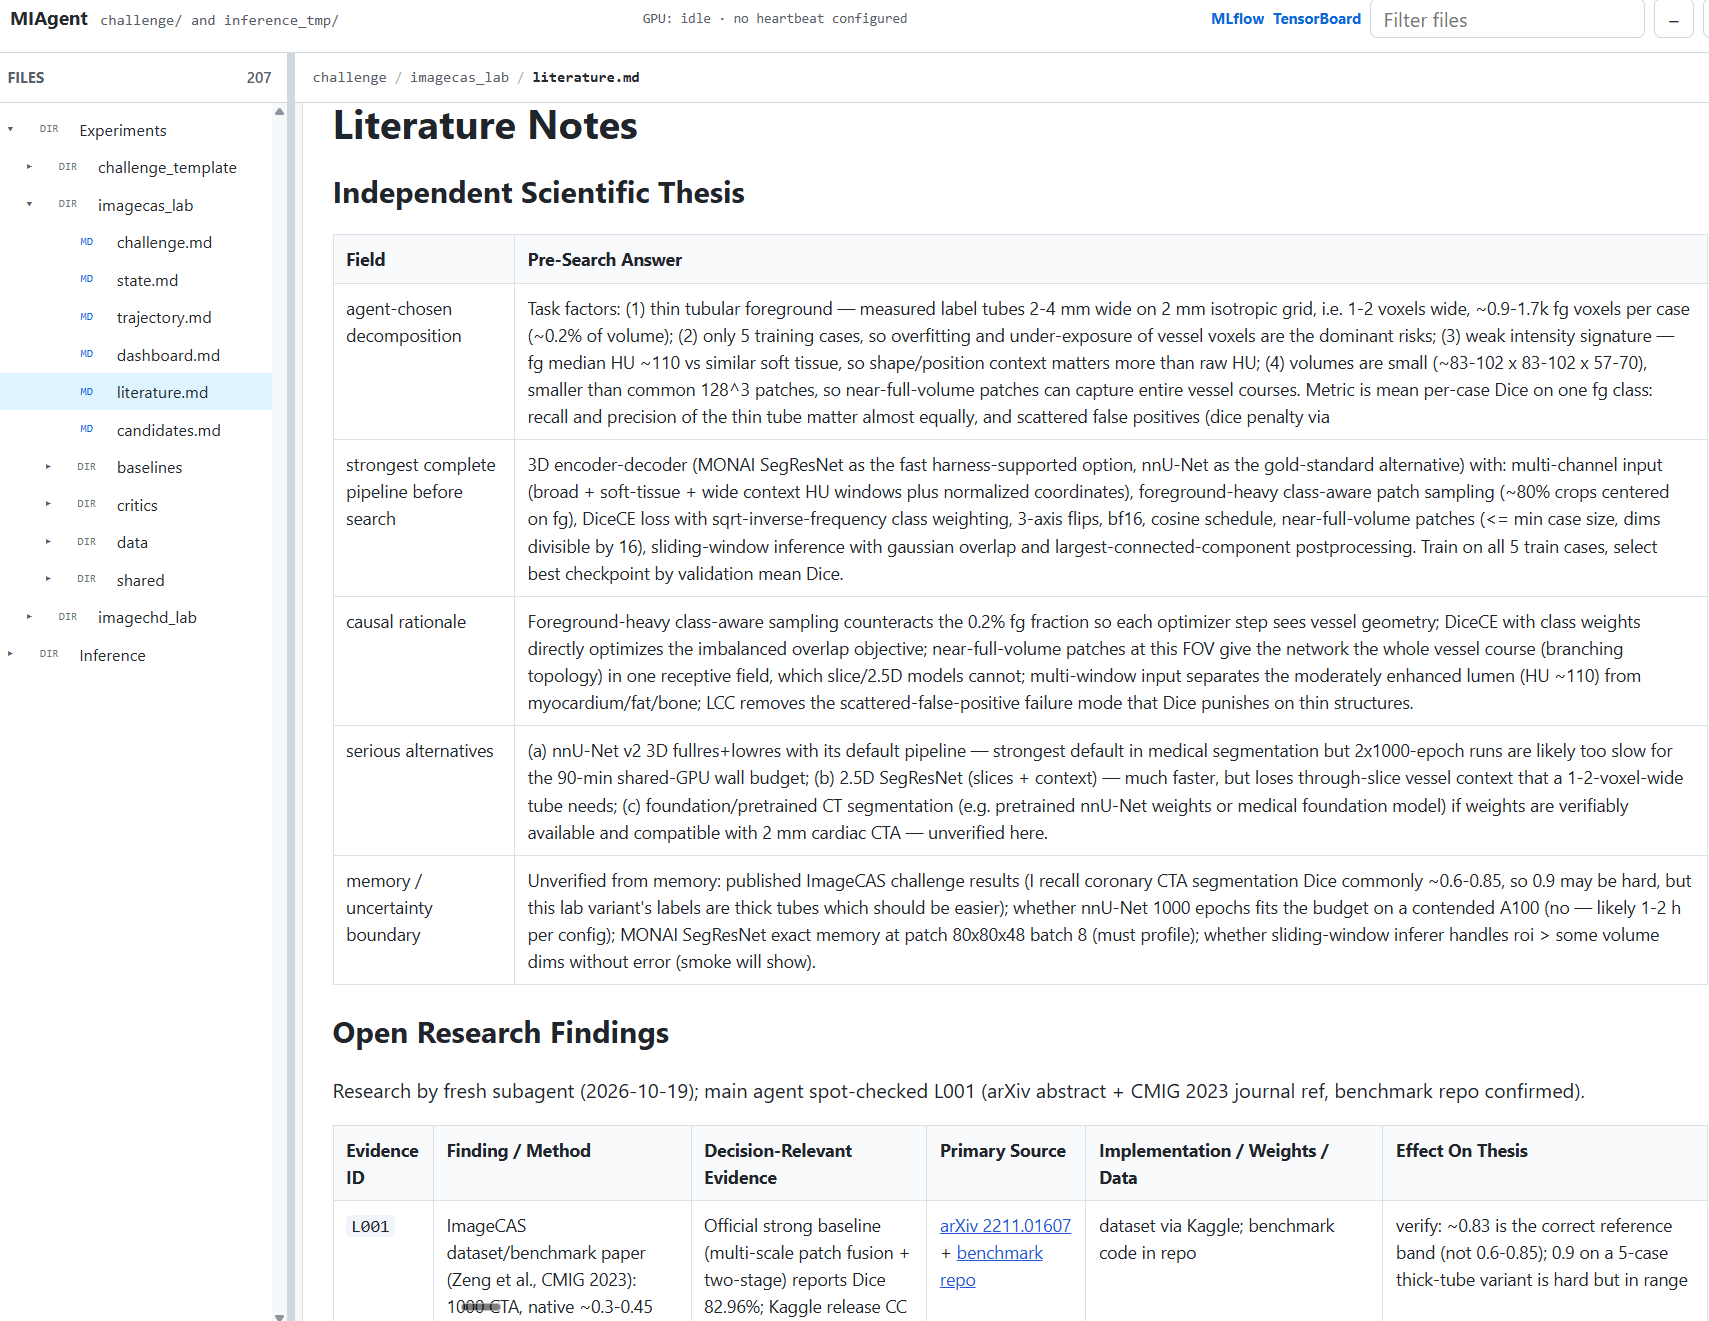 MIAgent challenge/ and inference_tmp/
GPU: idle · no heartbeat configured
MLflow TensorBoard
Filter files
–
FILES 207
challenge / imagecas_lab / literature.md
DIR Experiments
DIR challenge_template
DIR imagecas_lab
MD challenge.md
MD state.md
MD trajectory.md
MD dashboard.md
MD literature.md
MD candidates.md
DIR baselines
DIR critics
DIR data
DIR shared
DIR imagechd_lab
DIR Inference
Literature Notes
Independent Scientific Thesis
Field
Pre-Search Answer
agent-chosen
decomposition
Task factors: (1) thin tubular foreground — measured label tubes 2-4 mm wide on 2 mm isotropic grid, i.e. 1-2 voxels wide, ~0.9-1.7k fg voxels per case
(~0.2% of volume); (2) only 5 training cases, so overfitting and under-exposure of vessel voxels are the dominant risks; (3) weak intensity signature —
fg median HU ~110 vs similar soft tissue, so shape/position context matters more than raw HU; (4) volumes are small (~83-102 x 83-102 x 57-70),
smaller than common 128^3 patches, so near-full-volume patches can capture entire vessel courses. Metric is mean per-case Dice on one fg class:
recall and precision of the thin tube matter almost equally, and scattered false positives (dice penalty via
strongest complete
pipeline before
search
3D encoder-decoder (MONAI SegResNet as the fast harness-supported option, nnU-Net as the gold-standard alternative) with: multi-channel input
(broad + soft-tissue + wide context HU windows plus normalized coordinates), foreground-heavy class-aware patch sampling (~80% crops centered
on fg), DiceCE loss with sqrt-inverse-frequency class weighting, 3-axis flips, bf16, cosine schedule, near-full-volume patches (<= min case size, dims
divisible by 16), sliding-window inference with gaussian overlap and largest-connected-component postprocessing. Train on all 5 train cases, select
best checkpoint by validation mean Dice.
causal rationale
Foreground-heavy class-aware sampling counteracts the 0.2% fg fraction so each optimizer step sees vessel geometry; DiceCE with class weights
directly optimizes the imbalanced overlap objective; near-full-volume patches at this FOV give the network the whole vessel course (branching
topology) in one receptive field, which slice/2.5D models cannot; multi-window input separates the moderately enhanced lumen (HU ~110) from
myocardium/fat/bone; LCC removes the scattered-false-positive failure mode that Dice punishes on thin structures.
serious alternatives
(a) nnU-Net v2 3D fullres+lowres with its default pipeline — strongest default in medical segmentation but 2x1000-epoch runs are likely too slow for
the 90-min shared-GPU wall budget; (b) 2.5D SegResNet (slices + context) — much faster, but loses through-slice vessel context that a 1-2-voxel-wide
tube needs; (c) foundation/pretrained CT segmentation (e.g. pretrained nnU-Net weights or medical foundation model) if weights are verifiably
available and compatible with 2 mm cardiac CTA — unverified here.
memory /
uncertainty
boundary
Unverified from memory: published ImageCAS challenge results (I recall coronary CTA segmentation Dice commonly ~0.6-0.85, so 0.9 may be hard, but
this lab variant's labels are thick tubes which should be easier); whether nnU-Net 1000 epochs fits the budget on a contended A100 (no — likely 1-2 h
per config); MONAI SegResNet exact memory at patch 80x80x48 batch 8 (must profile); whether sliding-window inferer handles roi > some volume
dims without error (smoke will show).
Open Research Findings
Research by fresh subagent (2026-10-19); main agent spot-checked L001 (arXiv abstract + CMIG 2023 journal ref, benchmark repo confirmed).
Evidence
ID
Finding / Method
Decision-Relevant
Evidence
Primary Source
Implementation / Weights /
Data
Effect On Thesis
L001
ImageCAS
dataset/benchmark paper
(Zeng et al., CMIG 2023):
1000 CTA, native ~0.3-0.45
Official strong baseline
(multi-scale patch fusion +
two-stage) reports Dice
82.96%; Kaggle release CC
arXiv 2211.01607
+ benchmark
repo
dataset via Kaggle; benchmark
code in repo
verify: ~0.83 is the correct reference
band (not 0.6-0.85); 0.9 on a 5-case
thick-tube variant is hard but in range